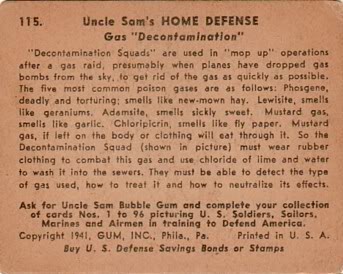 115. Uncle Sam's HOME DEFENSE
Gas "Decontamination"
"Decontamination Squads" are used in "mop up" operations
after a gas raid, presumably when planes have dropped gas
bombs from the sky, to get rid of the gas as quickly as possible.
The five most common poison gases are as follows: Phosgene,
deadly and torturing; smells like new-mown hay. Lewisite, smells
like geraniums. Adamsite, smells sickly sweet. Mustard gas,
smells like garlic. Chloripicrin, smells like fly paper. Mustard
gas, if left on the body or clothing will eat through it. So the
Decontamination Squad (shown in picture) must wear rubber
clothing to combat this gas and use chloride of lime and water
to wash it into the sewers. They must be able to detect the type
of gas used, how to treat it and how to neutralize its effects.
Ask for Uncle Sam Bubble Gum and complete your collection
of cards Nos. 1 to 96 picturing U. S. Soldiers, Sailors,
Marines and Airmen in training to Defend America.
Copyright 1941, GUM, INC., Phila., Pa. Printed in U. S. A.
Buy U. S. Defense Savings Bonds or Stamps